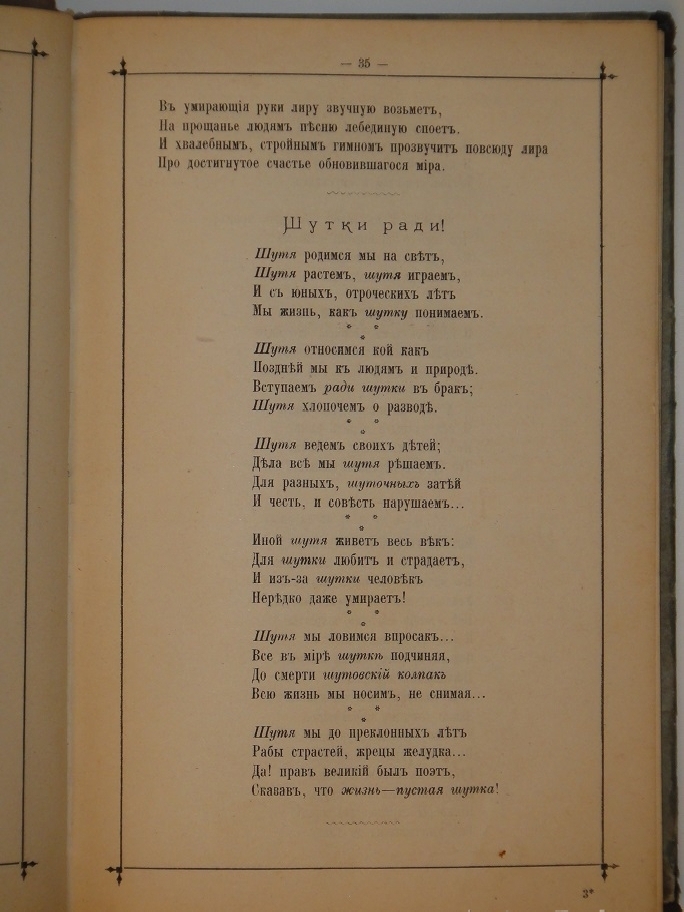 — 35 —
Въ умирающія руки лиру звучную возьметъ,
На прощанье людямъ пѣсню лебединую споетъ.
И хвалебнымъ, стройнымъ гимномъ прозвучитъ повсюду лира
Про достигнутое счастье обновившагося міра.
Шутки ради!
Шутя родимся мы на свѣтъ,
Шутя растемъ, шутя играемъ,
И съ юныхъ, отроческихъ лѣтъ
Мы жизнь, какъ шутку понимаемъ.
* *
*
Шутя относимся кой какъ
Позднѣй мы къ людямъ и природѣ.
Вступаемъ ради шутки въ бракъ;
Шутя хлопочемъ о разводѣ.
* *
*
Шутя ведемъ своихъ дѣтей;
Дѣла всѣ мы шутя рѣшаемъ.
Для разныхъ, шуточныхъ затѣй
И честь, и совѣсть нарушаемъ...
* *
*
Иной шутя живетъ весь вѣкъ:
Для шутки любитъ и страдаетъ,
И изъ-за шутки человѣкъ
Нерѣдко даже умираетъ!
* *
*
Шутя мы ловимся впросакъ...
Все въ мірѣ шуткѣ подчиняя,
До смерти шутовскій колпакъ
Всю жизнь мы носимъ, не снимая...
* *
*
Шутя мы до преклонныхъ лѣтъ
Рабы страстей, жрецы желудка...
Да! правъ великій былъ поэтъ,
Сказавъ, что жизнь—пустая шутка!
3*